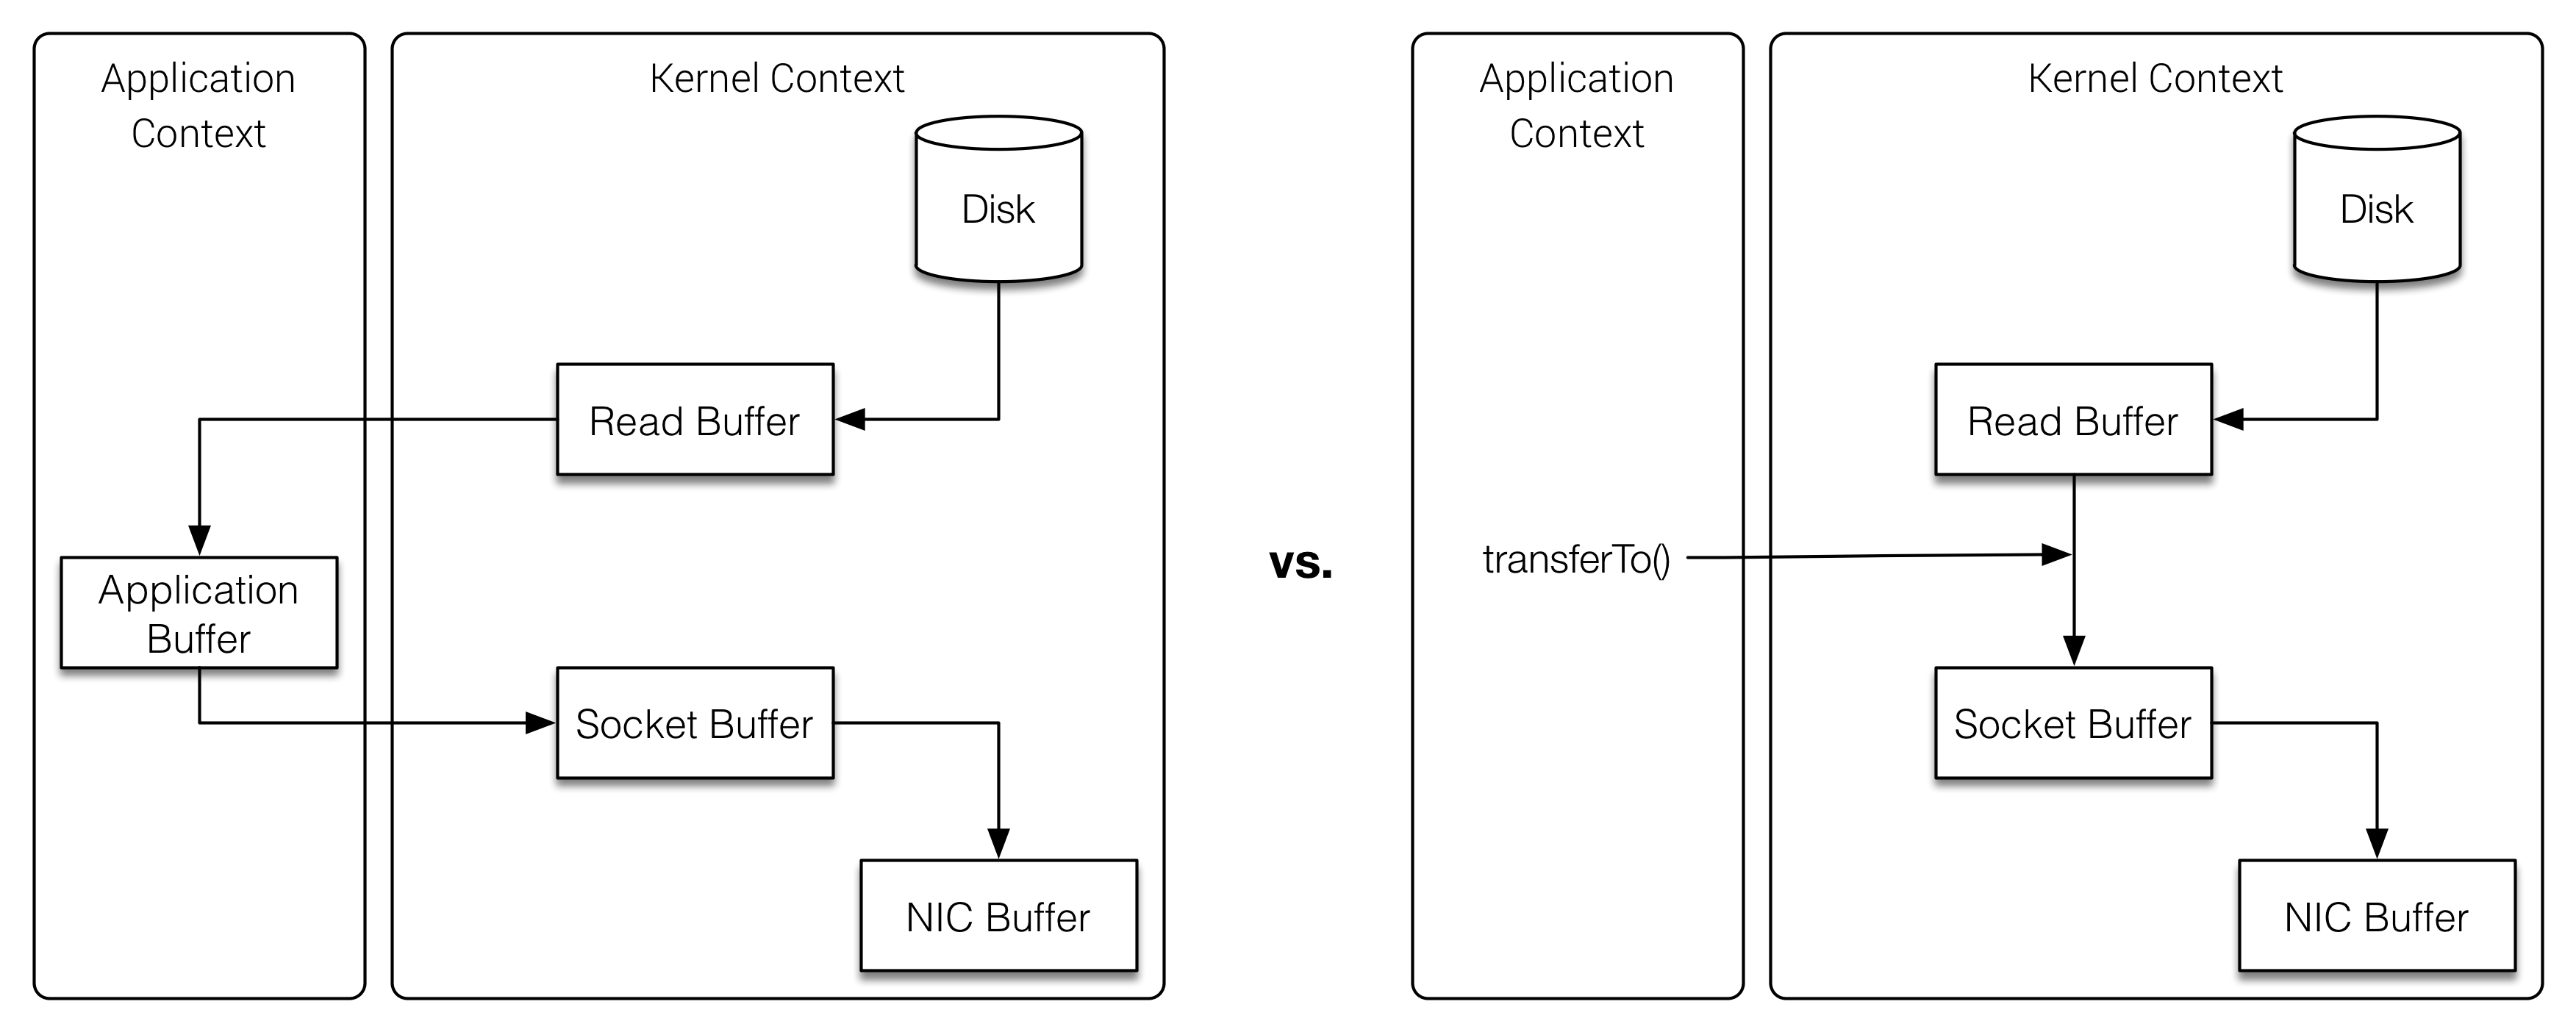 Application
Context
Kernel Context
Disk
Read Buffer
Application
Buffer
Socket Buffer
NIC Buffer
vs.
Application
Context
Kernel Context
Disk
Read Buffer
transferTo()
Socket Buffer
NIC Buffer